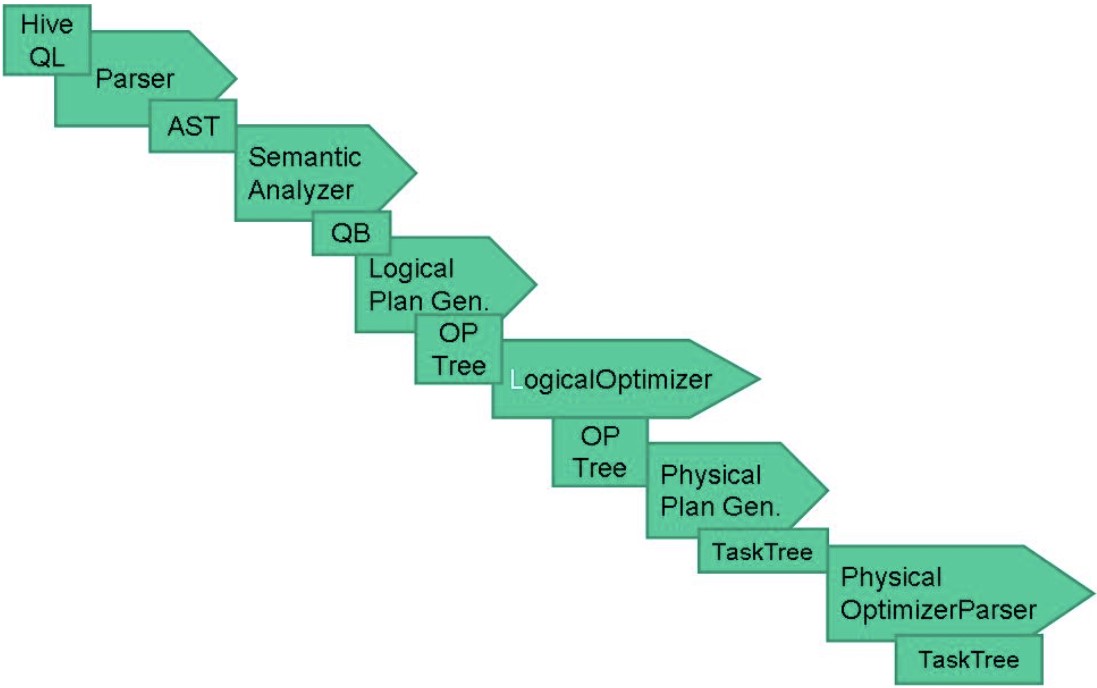 Hive
QL
Parser
AST
Semantic
Analyzer
QB
Logical
Plan Gen.
OP
Tree
LogicalOptimizer
OP
Tree
Physical
Plan Gen.
TaskTree
Physical
OptimizerParser
TaskTree